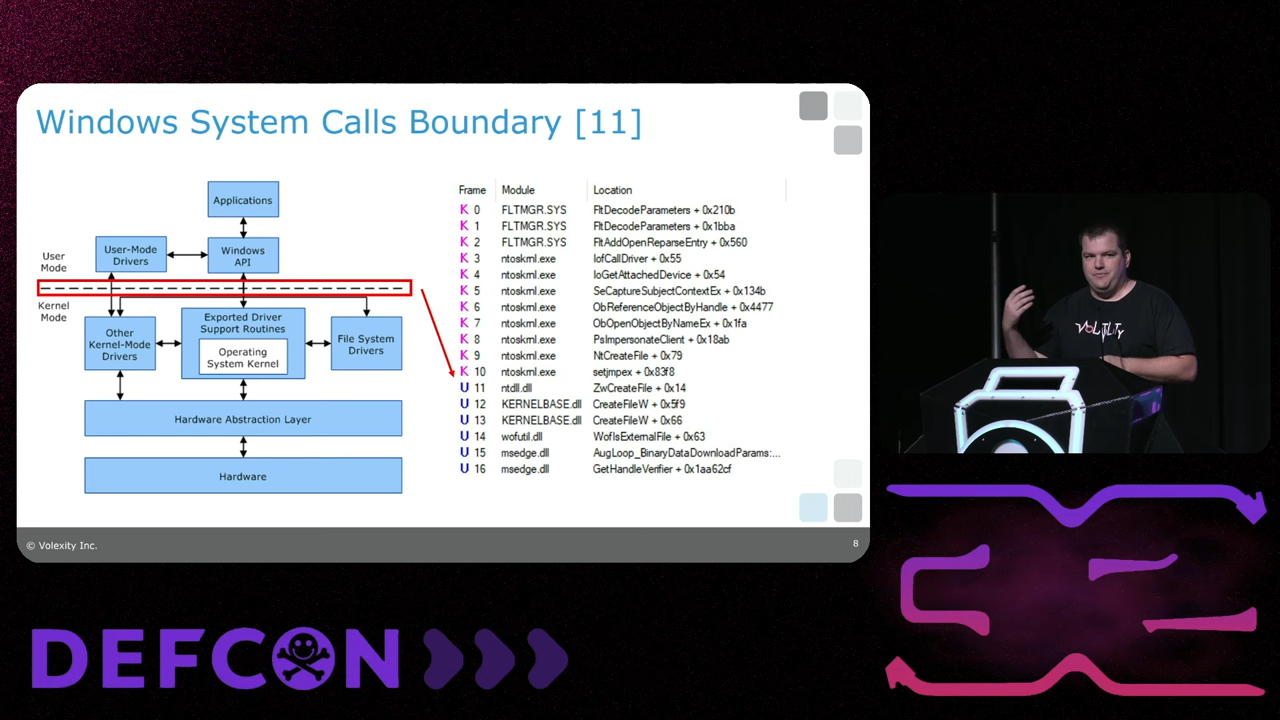 Windows System Calls Boundary [11]
Applications
User-Mode
Drivers
Windows
API
User
Mode
Kernel
Mode
Other
Kernel-Mode
Drivers
Exported Driver
Support Routines
Operating
System Kernel
File System
Drivers
Hardware Abstraction Layer
Hardware
Frame Module Location
K 0 FLTMGR.SYS FltDecodeParameters + 0x210b
K 1 FLTMGR.SYS FltDecodeParameters + 0x1bba
K 2 FLTMGR.SYS FltAddOpenReparseEntry + 0x560
K 3 ntoskrnl.exe IofCallDriver + 0x55
K 4 ntoskrnl.exe IoGetAttachedDevice + 0x54
K 5 ntoskrnl.exe SeCaptureSubjectContextEx + 0x134b
K 6 ntoskrnl.exe ObReferenceObjectByHandle + 0x4477
K 7 ntoskrnl.exe ObOpenObjectByNameEx + 0x1fa
K 8 ntoskrnl.exe PsImpersonateClient + 0x18ab
K 9 ntoskrnl.exe NtCreateFile + 0x79
K 10 ntoskrnl.exe setjmpex + 0x83f8
U 11 ntdll.dll ZwCreateFile + 0x14
U 12 KERNELBASE.dll CreateFileW + 0x5f9
U 13 KERNELBASE.dll CreateFileW + 0x66
U 14 wofutil.dll WofIsExternalFile + 0x63
U 15 msedge.dll AugLoop_BinaryDataDownloadParams:...
U 16 msedge.dll GetHandleVerifier + 0x1aa62cf
© Volexity Inc.
8
VOLATILITY
DEFCON